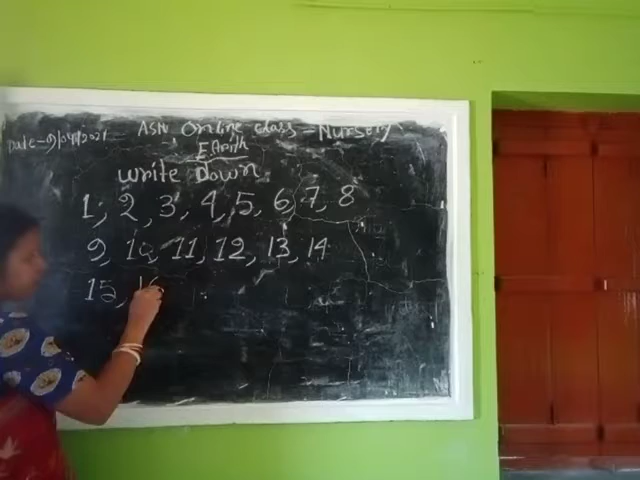 Date-9/04/2021
ASN Online class - Nursery
E.Arith
write Down
1, 2, 3, 4, 5, 6, 7, 8
9, 10, 11, 12, 13, 14
15, 16